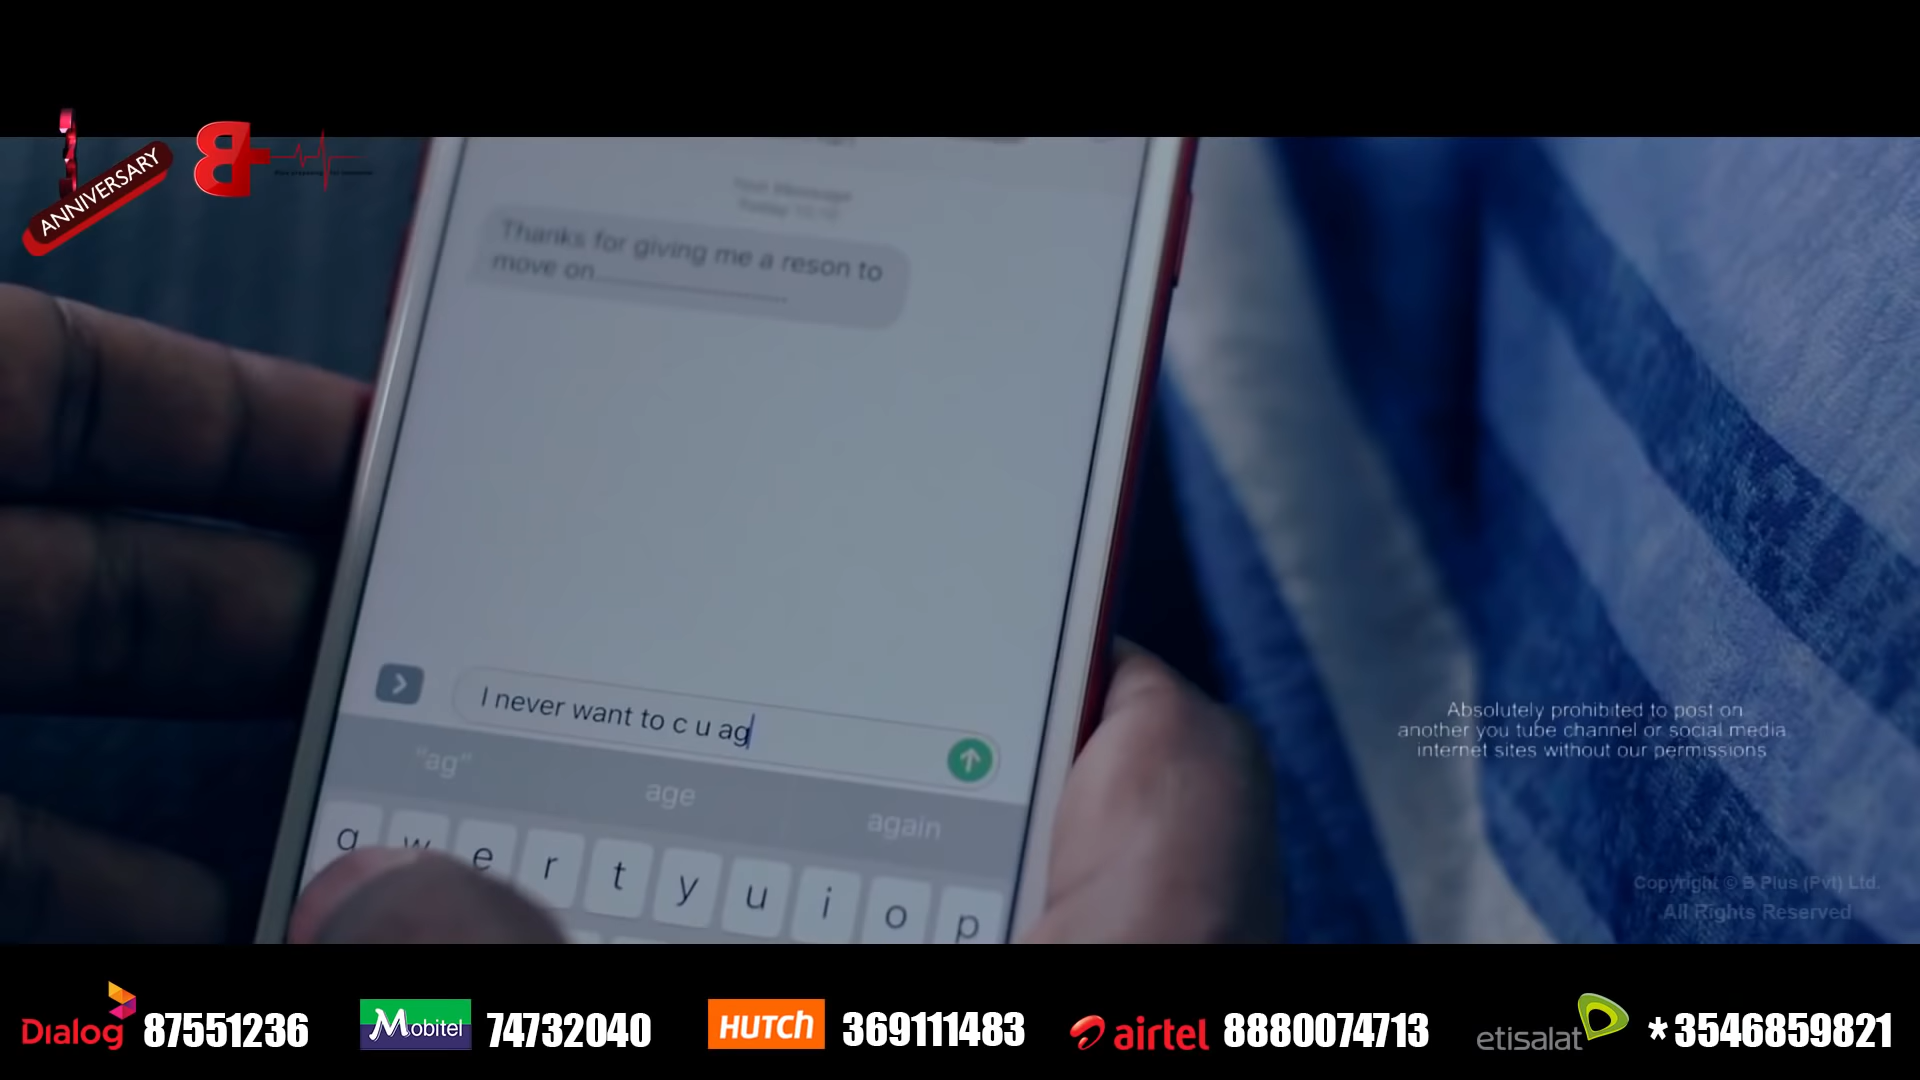 ANNIVERSARY
B+
Thanks for giving me a reson to
move on........................
I never want to c u ag
"ag" age again
q w e r t y u i o p
Absolutely prohibited to post on
another you tube channel or social media
internet sites without our permissions
Copyright © B Plus (Pvt) Ltd.
All Rights Reserved
Dialog 87551236 Mobitel 74732040 HUTCH 369111483 airtel 8880074713 etisalat *3546859821